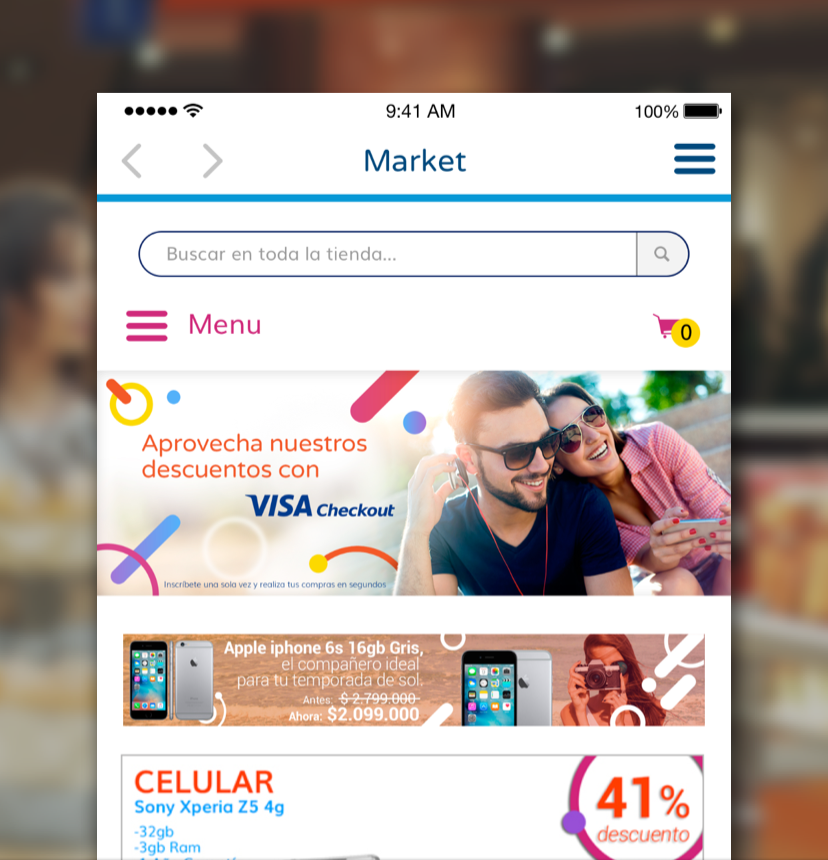 9:41 AM
100%
Market
Buscar en toda la tienda...
Menu
0
Aprovecha nuestros
descuentos con
VISA Checkout
Inscríbete una sola vez y realiza tus compras en segundos
Apple iphone 6s 16gb Gris,
el compañero ideal
para tu temporada de sol.
Antes: $ 2.799.000
Ahora: $2.099.000
CELULAR
Sony Xperia Z5 4g
-32gb
-3gb Ram
41%
descuento